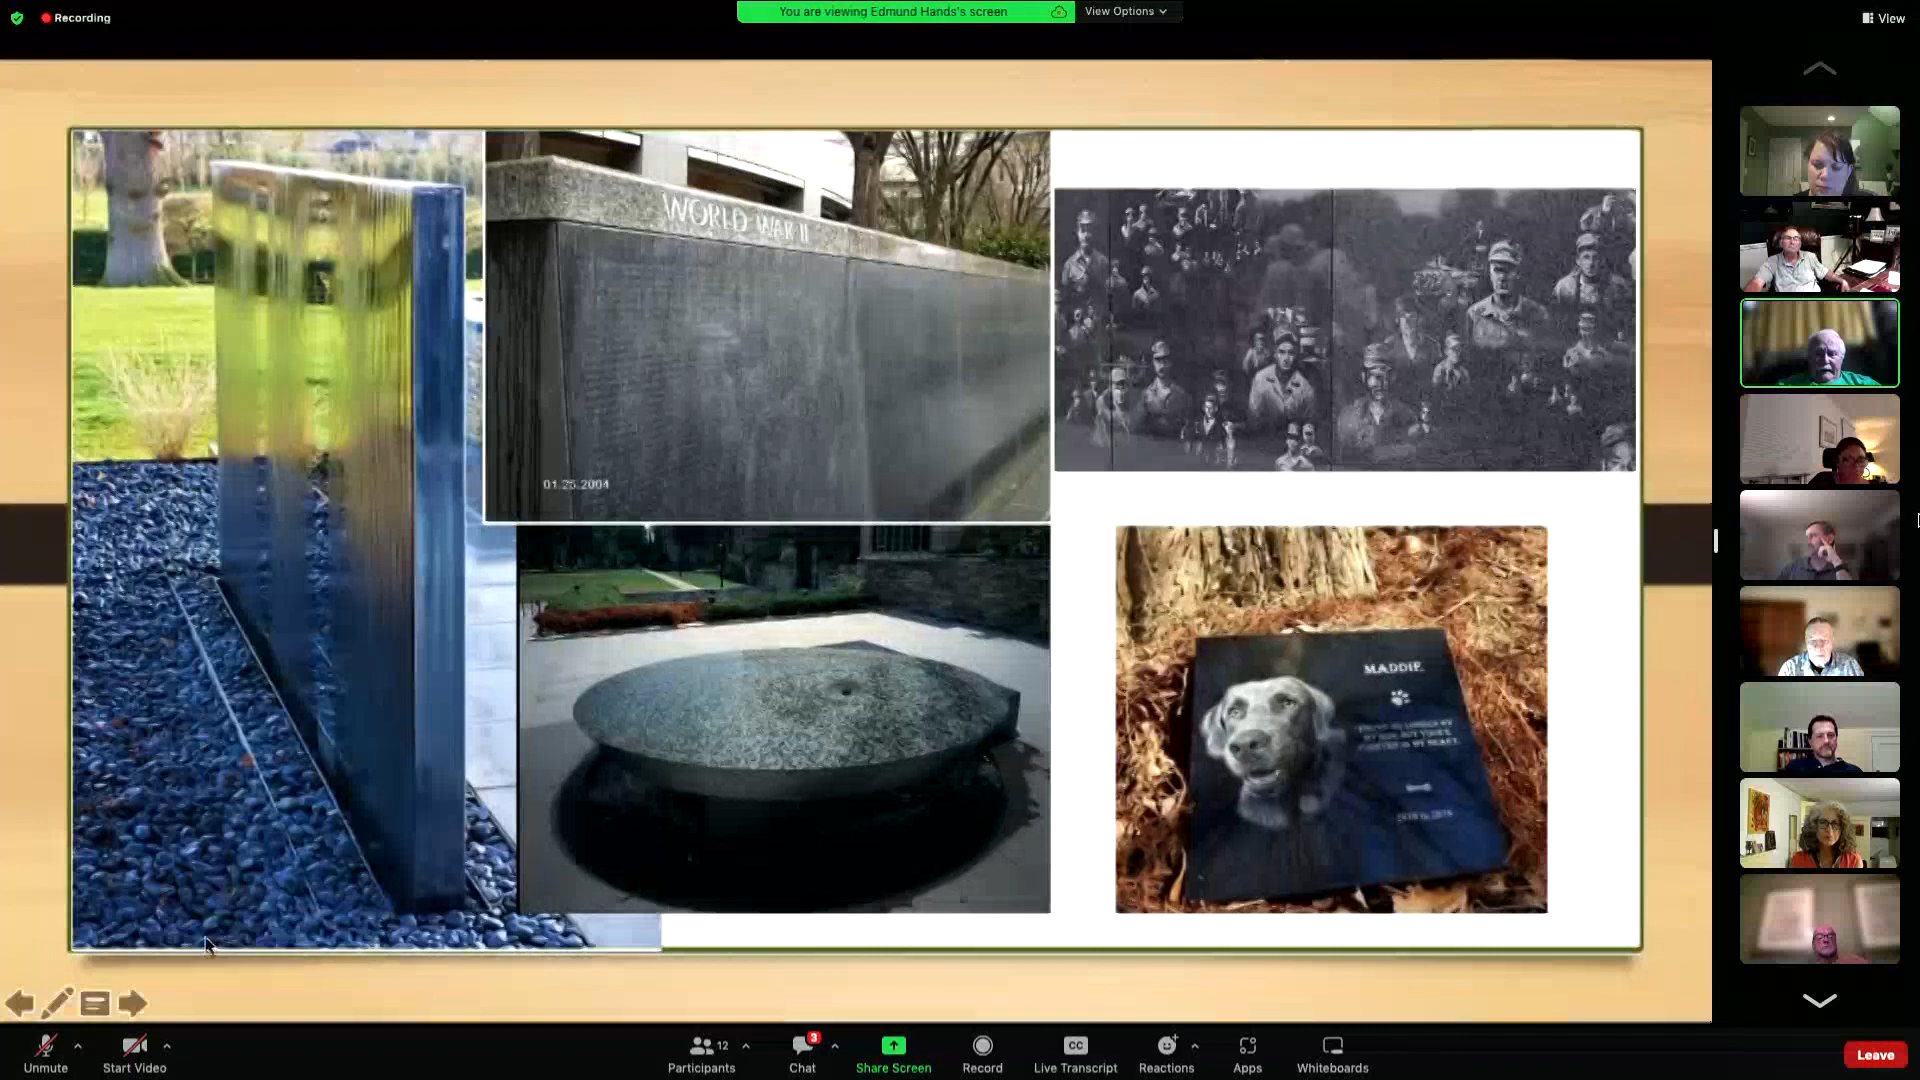 Recording
You are viewing Edmund Hands's screen
View Options
View
WORLD WAR II
01.25.2004
MADDIE
Unmute
Start Video
12
Participants
3
Chat
Share Screen
Record
CC
Live Transcript
Reactions
Apps
Whiteboards
Leave